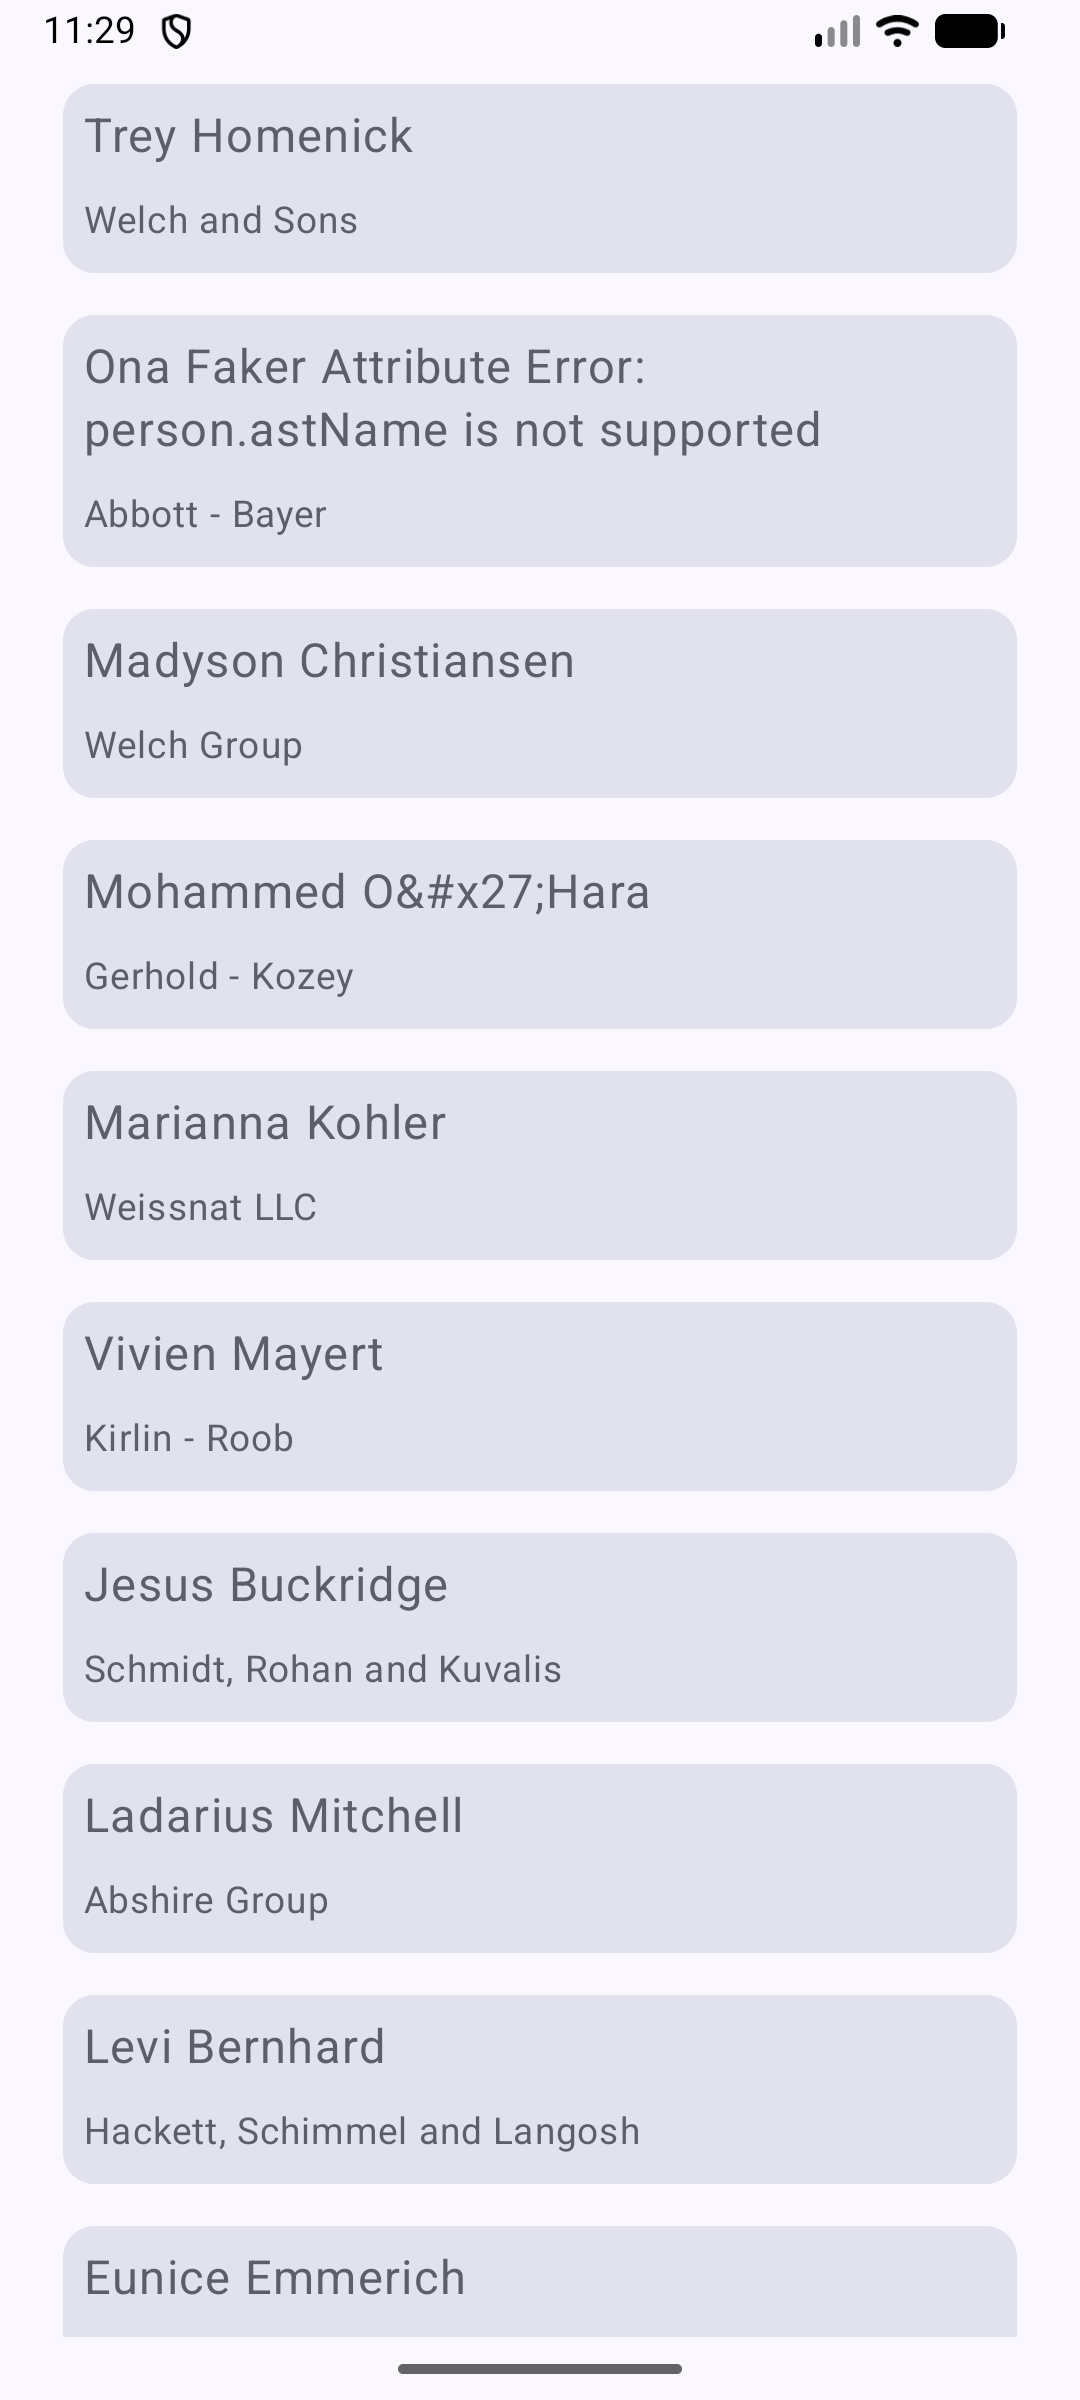 11:29
Trey Homenick
Welch and Sons
Ona Faker Attribute Error:
person.astName is not supported
Abbott - Bayer
Madyson Christiansen
Welch Group
Mohammed O&#x27;Hara
Gerhold - Kozey
Marianna Kohler
Weissnat LLC
Vivien Mayert
Kirlin - Roob
Jesus Buckridge
Schmidt, Rohan and Kuvalis
Ladarius Mitchell
Abshire Group
Levi Bernhard
Hackett, Schimmel and Langosh
Eunice Emmerich